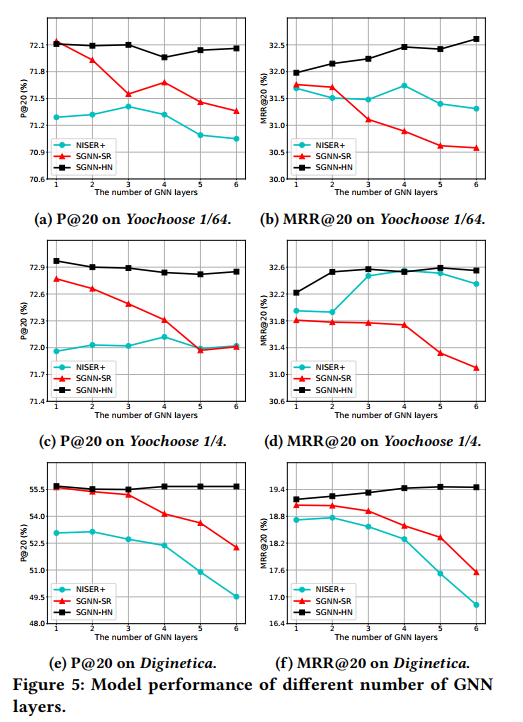 72.1
71.8
71.5
71.2
70.9
70.6
P@20 (%)
NISER+
SGNN-SR
SGNN-HN
1 2 3 4 5 6
The number of GNN layers
(a) P@20 on Yoochoose 1/64.
32.5
32.0
31.5
31.0
30.5
30.0
MRR@20 (%)
NISER+
SGNN-SR
SGNN-HN
1 2 3 4 5 6
The number of GNN layers
(b) MRR@20 on Yoochoose 1/64.
72.9
72.6
72.3
72.0
71.7
71.4
P@20 (%)
NISER+
SGNN-SR
SGNN-HN
1 2 3 4 5 6
The number of GNN layers
(c) P@20 on Yoochoose 1/4.
32.6
32.2
31.8
31.4
31.0
30.6
MRR@20 (%)
NISER+
SGNN-SR
SGNN-HN
1 2 3 4 5 6
The number of GNN layers
(d) MRR@20 on Yoochoose 1/4.
55.5
54.0
52.5
51.0
49.5
48.0
P@20 (%)
NISER+
SGNN-SR
SGNN-HN
1 2 3 4 5 6
The number of GNN layers
(e) P@20 on Diginetica.
19.4
18.8
18.2
17.6
17.0
16.4
MRR@20 (%)
NISER+
SGNN-SR
SGNN-HN
1 2 3 4 5 6
The number of GNN layers
(f) MRR@20 on Diginetica.
Figure 5: Model performance of different number of GNN
layers.